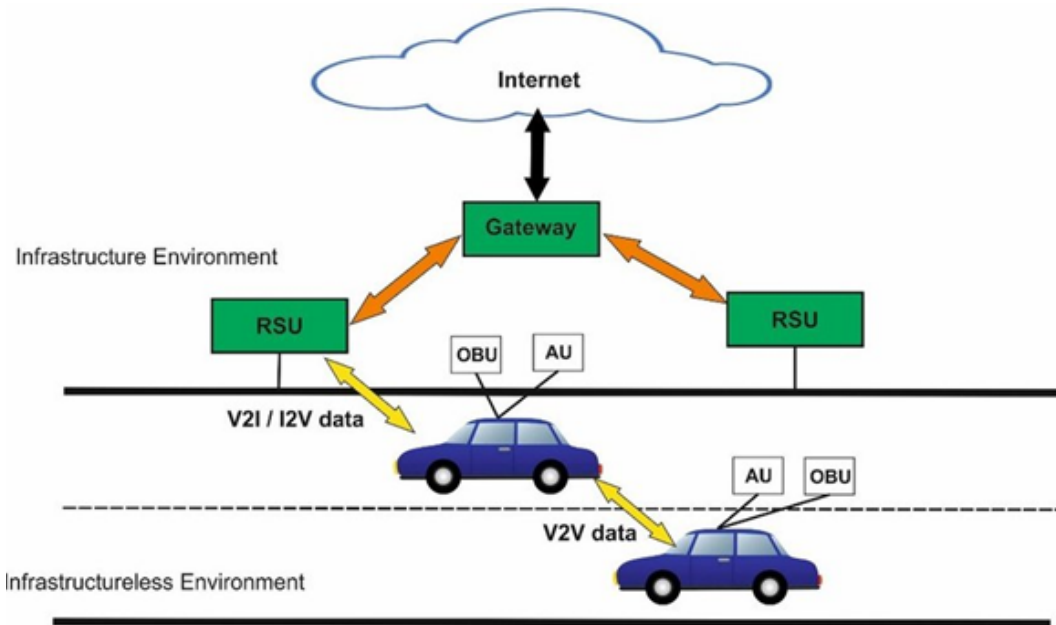 Internet
Gateway
Infrastructure Environment
RSU
RSU
OBU
AU
V2I / I2V data
AU
OBU
V2V data
Infrastructureless Environment